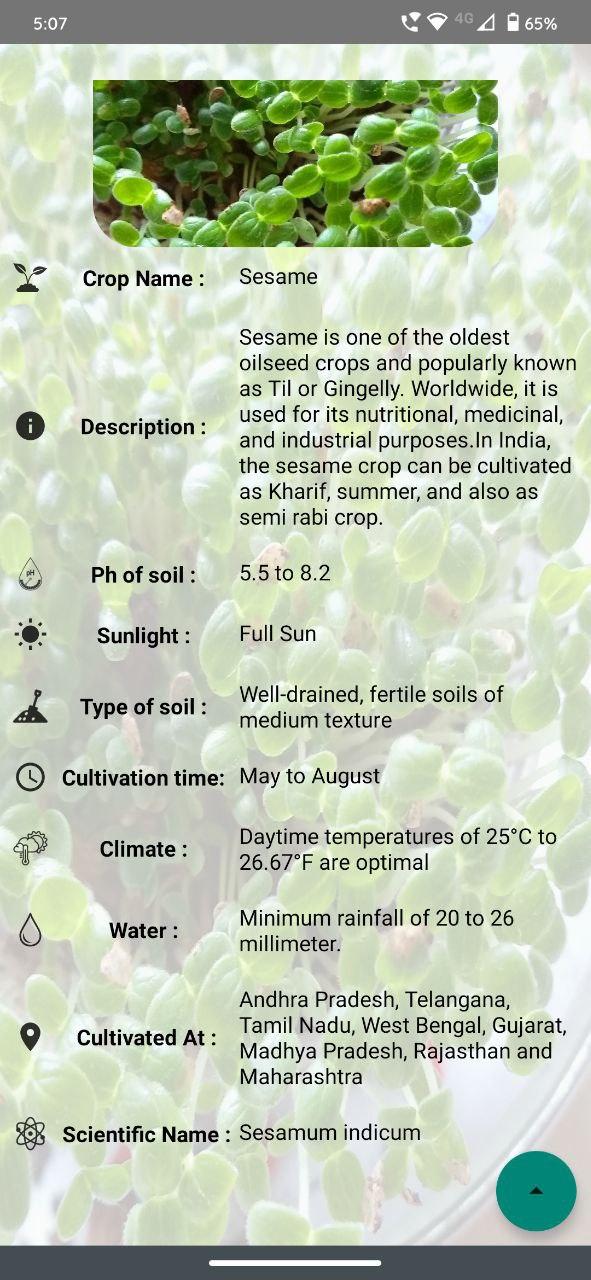 5:07
4G
65%
Crop Name :
Sesame
Description :
Sesame is one of the oldest
oilseed crops and popularly known
as Til or Gingelly. Worldwide, it is
used for its nutritional, medicinal,
and industrial purposes.In India,
the sesame crop can be cultivated
as Kharif, summer, and also as
semi rabi crop.
pH
Ph of soil :
5.5 to 8.2
Sunlight :
Full Sun
Type of soil :
Well-drained, fertile soils of
medium texture
Cultivation time:
May to August
Climate :
Daytime temperatures of 25°C to
26.67°F are optimal
Water :
Minimum rainfall of 20 to 26
millimeter.
Cultivated At :
Andhra Pradesh, Telangana,
Tamil Nadu, West Bengal, Gujarat,
Madhya Pradesh, Rajasthan and
Maharashtra
Scientific Name :
Sesamum indicum